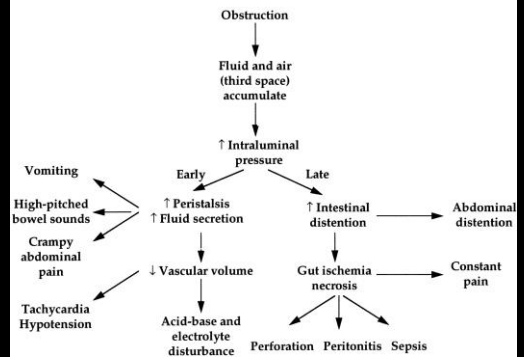 Obstruction
Fluid and air
(third space)
accumulate
↑ Intraluminal
pressure
Early
Late
Vomiting
High-pitched
bowel sounds
Crampy
abdominal
pain
↑ Peristalsis
↑ Fluid secretion
↑ Intestinal
distention
Abdominal
distention
↓ Vascular volume
Gut ischemia
necrosis
Constant
pain
Tachycardia
Hypotension
Acid-base and
electrolyte
disturbance
Perforation
Peritonitis
Sepsis